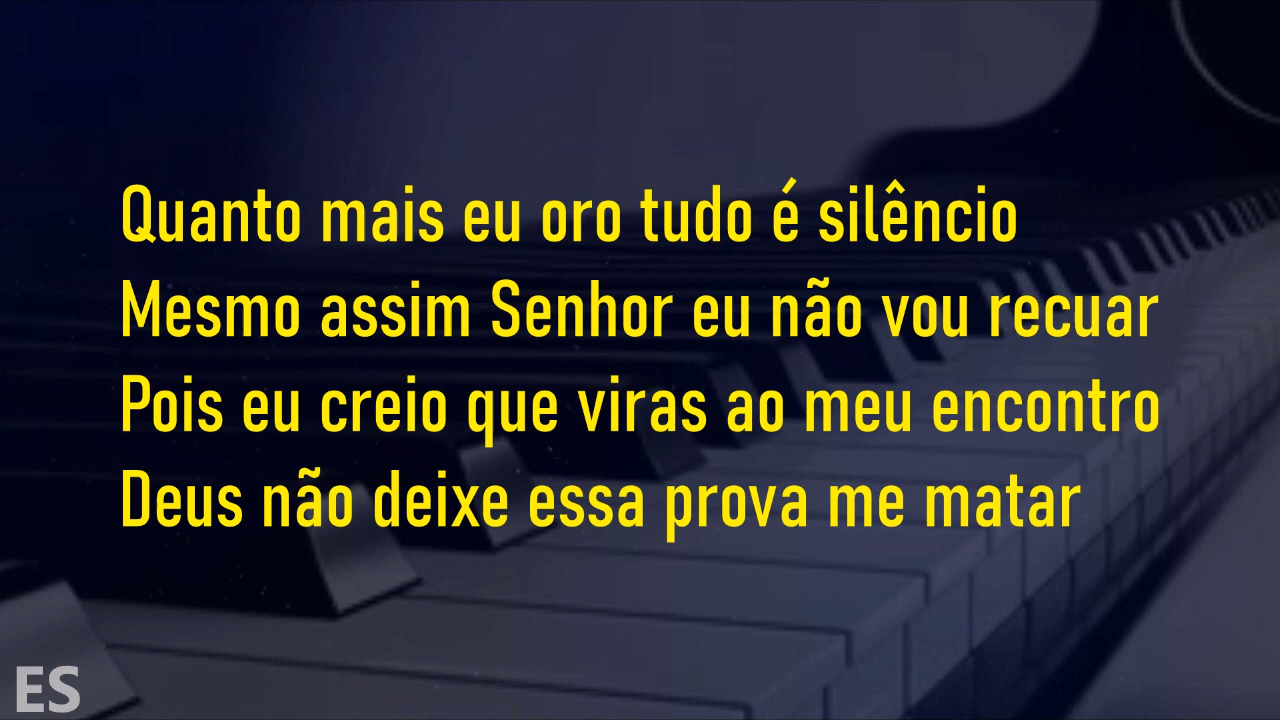 Quanto mais eu oro tudo é silêncio
Mesmo assim Senhor eu não vou recuar
Pois eu creio que viras ao meu encontro
Deus não deixe essa prova me matar
ES